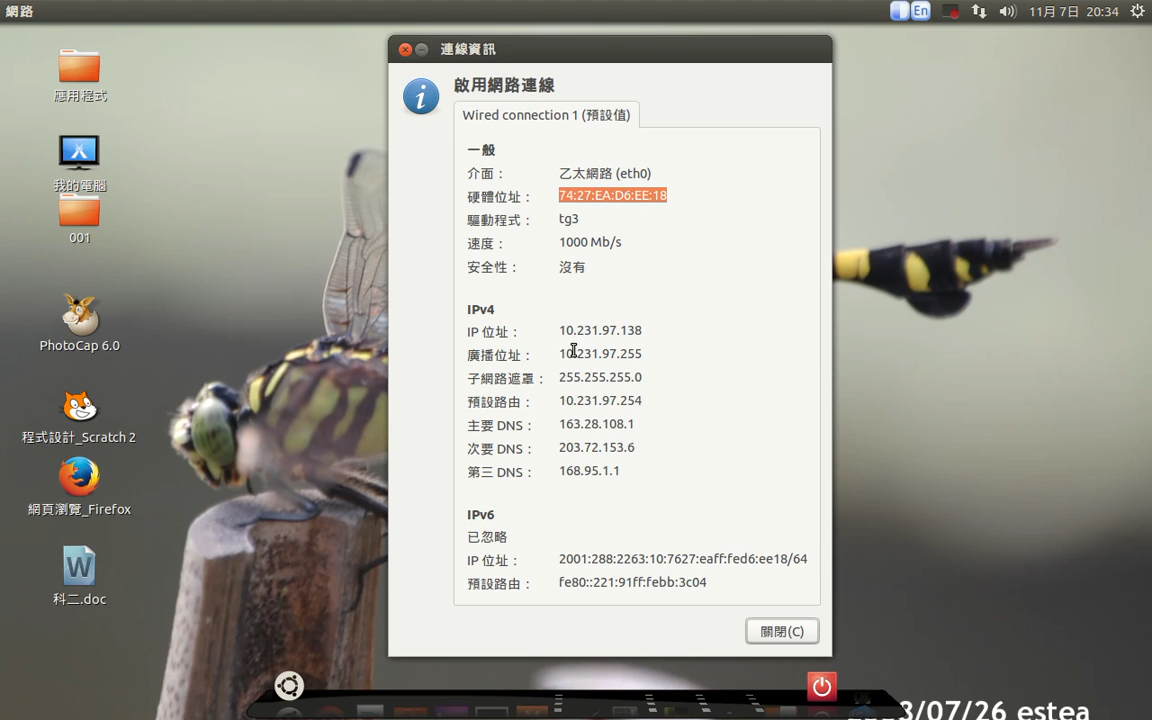 網路
En
11月 7日 20:34
應用程式
我的電腦
001
PhotoCap 6.0
程式設計_Scratch 2
網頁瀏覽_Firefox
科二.doc
連線資訊
啟用網路連線
Wired connection 1 (預設值)
一般
介面： 乙太網路 (eth0)
硬體位址： 74:27:EA:D6:EE:18
驅動程式： tg3
速度： 1000 Mb/s
安全性： 沒有
IPv4
IP 位址： 10.231.97.138
廣播位址： 10.231.97.255
子網路遮罩： 255.255.255.0
預設路由： 10.231.97.254
主要 DNS： 163.28.108.1
次要 DNS： 203.72.153.6
第三 DNS： 168.95.1.1
IPv6
已忽略
IP 位址： 2001:288:2263:10:7627:eaff:fed6:ee18/64
預設路由： fe80::221:91ff:febb:3c04
關閉(C)
3/07/26 estea